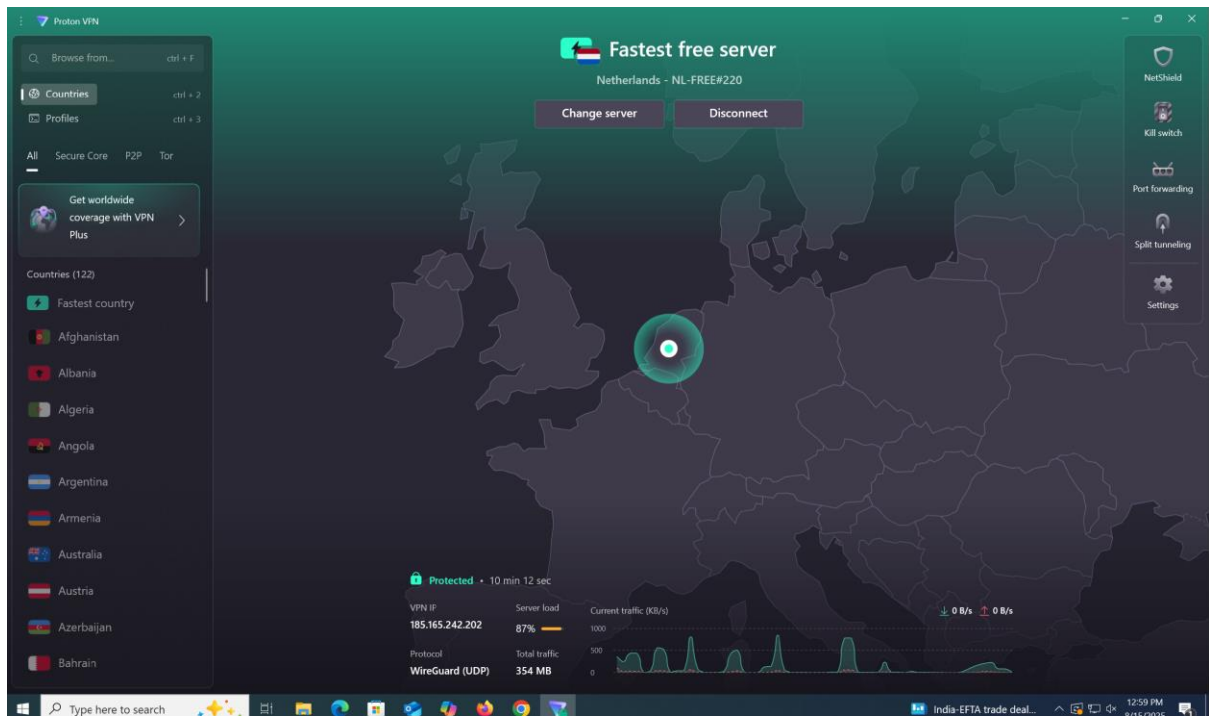 Proton VPN
Browse from... ctrl + F
Countries ctrl + 2
Profiles ctrl + 3
All Secure Core P2P Tor
Get worldwide
coverage with VPN
Plus
Countries (122)
Fastest country
Afghanistan
Albania
Algeria
Angola
Argentina
Armenia
Australia
Austria
Azerbaijan
Bahrain
Fastest free server
Netherlands - NL-FREE#220
Change server Disconnect
NetShield
Kill switch
Port forwarding
Split tunneling
Settings
Protected • 10 min 12 sec
VPN IP Server load
185.165.242.202 87%
Protocol Total traffic
WireGuard (UDP) 354 MB
Current traffic (KB/s) 0 B/s 0 B/s
1000
500
0
Type here to search
India-EFTA trade deal...
12:59 PM
8/15/2025